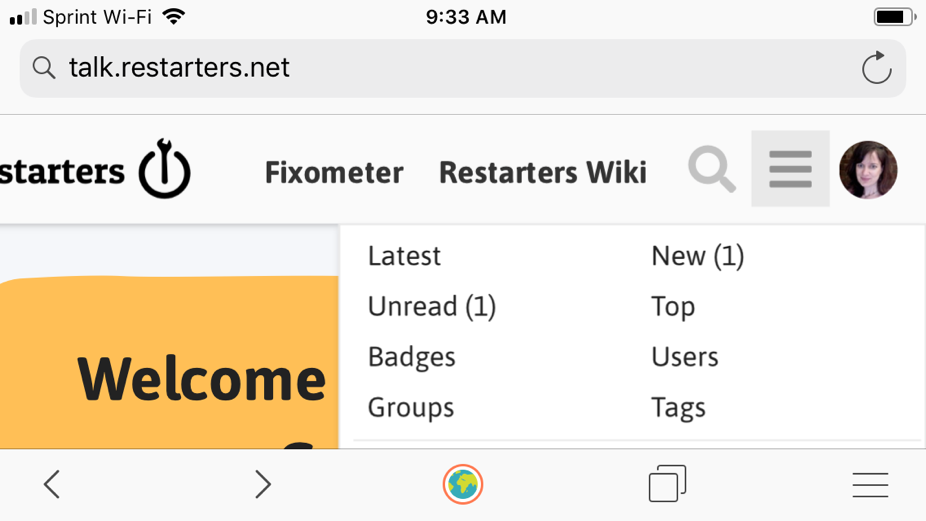 Sprint Wi-Fi 9:33 AM
talk.restarters.net
starters Fixometer Restarters Wiki
Latest New (1)
Unread (1) Top
Badges Users
Welcome
Groups Tags